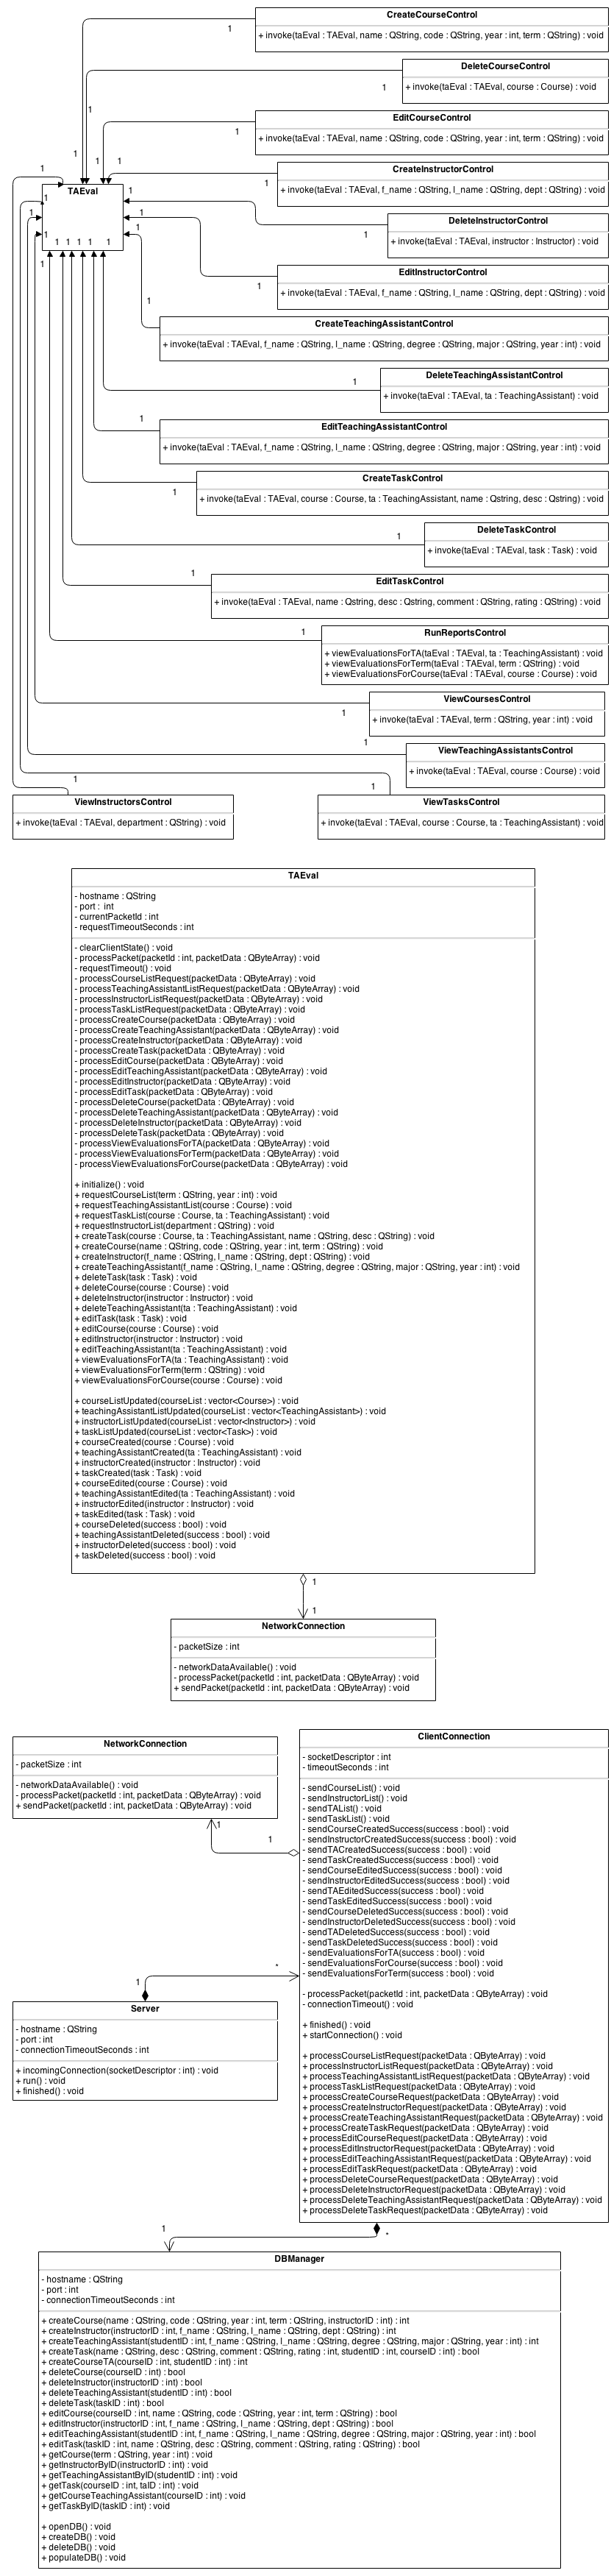 CreateCourseControl
+ invoke(taEval : TAEval, name : QString, code : QString, year : int, term : QString) : void
1
DeleteCourseControl
+ invoke(taEval : TAEval, course : Course) : void
1
1
EditCourseControl
+ invoke(taEval : TAEval, name : QString, code : QString, year : int, term : QString) : void
1
1
1
1
CreateInstructorControl
+ invoke(taEval : TAEval, f_name : QString, l_name : QString, dept : QString) : void
1
1
TAEval
1
1
1
1
1
1
1
1
1 1 1 1 1
1
DeleteInstructorControl
+ invoke(taEval : TAEval, instructor : Instructor) : void
1
EditInstructorControl
+ invoke(taEval : TAEval, f_name : QString, l_name : QString, dept : QString) : void
1
CreateTeachingAssistantControl
+ invoke(taEval : TAEval, f_name : QString, l_name : QString, degree : QString, major : QString, year : int) : void
1
DeleteTeachingAssistantControl
+ invoke(taEval : TAEval, ta : TeachingAssistant) : void
1
EditTeachingAssistantControl
+ invoke(taEval : TAEval, f_name : QString, l_name : QString, degree : QString, major : QString, year : int) : void
1
CreateTaskControl
+ invoke(taEval : TAEval, course : Course, ta : TeachingAssistant, name : Qstring, desc : Qstring) : void
1
DeleteTaskControl
+ invoke(taEval : TAEval, task : Task) : void
1
EditTaskControl
+ invoke(taEval : TAEval, name : Qstring, desc : Qstring, comment : QString, rating : QString) : void
1
RunReportsControl
+ viewEvaluationsForTA(taEval : TAEval, ta : TeachingAssistant) : void
+ viewEvaluationsForTerm(taEval : TAEval, term : QString) : void
+ viewEvaluationsForCourse(taEval : TAEval, course : Course) : void
1
ViewCoursesControl
+ invoke(taEval : TAEval, term : QString, year : int) : void
1
ViewTeachingAssistantsControl
+ invoke(taEval : TAEval, course : Course) : void
1
ViewInstructorsControl
+ invoke(taEval : TAEval, department : QString) : void
1
ViewTasksControl
+ invoke(taEval : TAEval, course : Course, ta : TeachingAssistant) : void
1
TAEval
- hostname : QString
- port : int
- currentPacketId : int
- requestTimeoutSeconds : int
- clearClientState() : void
- processPacket(packetId : int, packetData : QByteArray) : void
- requestTimeout() : void
- processCourseListRequest(packetData : QByteArray) : void
- processTeachingAssistantListRequest(packetData : QByteArray) : void
- processInstructorListRequest(packetData : QByteArray) : void
- processTaskListRequest(packetData : QByteArray) : void
- processCreateCourse(packetData : QByteArray) : void
- processCreateTeachingAssistant(packetData : QByteArray) : void
- processCreateInstructor(packetData : QByteArray) : void
- processCreateTask(packetData : QByteArray) : void
- processEditCourse(packetData : QByteArray) : void
- processEditTeachingAssistant(packetData : QByteArray) : void
- processEditInstructor(packetData : QByteArray) : void
- processEditTask(packetData : QByteArray) : void
- processDeleteCourse(packetData : QByteArray) : void
- processDeleteTeachingAssistant(packetData : QByteArray) : void
- processDeleteInstructor(packetData : QByteArray) : void
- processDeleteTask(packetData : QByteArray) : void
- processViewEvaluationsForTA(packetData : QByteArray) : void
- processViewEvaluationsForTerm(packetData : QByteArray) : void
- processViewEvaluationsForCourse(packetData : QByteArray) : void
+ initialize() : void
+ requestCourseList(term : QString, year : int) : void
+ requestTeachingAssistantList(course : Course) : void
+ requestTaskList(course : Course, ta : TeachingAssistant) : void
+ requestInstructorList(department : QString) : void
+ createTask(course : Course, ta : TeachingAssistant, name : QString, desc : QString) : void
+ createCourse(name : QString, code : QString, year : int, term : QString) : void
+ createInstructor(f_name : QString, l_name : QString, dept : QString) : void
+ createTeachingAssistant(f_name : QString, l_name : QString, degree : QString, major : QString, year : int) : void
+ deleteTask(task : Task) : void
+ deleteCourse(course : Course) : void
+ deleteInstructor(instructor : Instructor) : void
+ deleteTeachingAssistant(ta : TeachingAssistant) : void
+ editTask(task : Task) : void
+ editCourse(course : Course) : void
+ editInstructor(instructor : Instructor) : void
+ editTeachingAssistant(ta : TeachingAssistant) : void
+ viewEvaluationsForTA(ta : TeachingAssistant) : void
+ viewEvaluationsForTerm(term : QString) : void
+ viewEvaluationsForCourse(course : Course) : void
+ courseListUpdated(courseList : vector<Course>) : void
+ teachingAssistantListUpdated(courseList : vector<TeachingAssistant>) : void
+ instructorListUpdated(courseList : vector<Instructor>) : void
+ taskListUpdated(courseList : vector<Task>) : void
+ courseCreated(course : Course) : void
+ teachingAssistantCreated(ta : TeachingAssistant) : void
+ instructorCreated(instructor : Instructor) : void
+ taskCreated(task : Task) : void
+ courseEdited(course : Course) : void
+ teachingAssistantEdited(ta : TeachingAssistant) : void
+ instructorEdited(instructor : Instructor) : void
+ taskEdited(task : Task) : void
+ courseDeleted(success : bool) : void
+ teachingAssistantDeleted(success : bool) : void
+ instructorDeleted(success : bool) : void
+ taskDeleted(success : bool) : void
1
1
NetworkConnection
- packetSize : int
- networkDataAvailable() : void
- processPacket(packetId : int, packetData : QByteArray) : void
+ sendPacket(packetId : int, packetData : QByteArray) : void
NetworkConnection
- packetSize : int
- networkDataAvailable() : void
- processPacket(packetId : int, packetData : QByteArray) : void
+ sendPacket(packetId : int, packetData : QByteArray) : void
1
1
ClientConnection
- socketDescriptor : int
- timeoutSeconds : int
- sendCourseList() : void
- sendInstructorList() : void
- sendTAList() : void
- sendTaskList() : void
- sendCourseCreatedSuccess(success : bool) : void
- sendInstructorCreatedSuccess(success : bool) : void
- sendTACreatedSuccess(success : bool) : void
- sendTaskCreatedSuccess(success : bool) : void
- sendCourseEditedSuccess(success : bool) : void
- sendInstructorEditedSuccess(success : bool) : void
- sendTAEditedSuccess(success : bool) : void
- sendTaskEditedSuccess(success : bool) : void
- sendCourseDeletedSuccess(success : bool) : void
- sendInstructorDeletedSuccess(success : bool) : void
- sendTADeletedSuccess(success : bool) : void
- sendTaskDeletedSuccess(success : bool) : void
- sendEvaluationsForTA(success : bool) : void
- sendEvaluationsForCourse(success : bool) : void
- sendEvaluationsForTerm(success : bool) : void
- processPacket(packetId : int, packetData : QByteArray) : void
- connectionTimeout() : void
+ finished() : void
+ startConnection() : void
+ processCourseListRequest(packetData : QByteArray) : void
+ processInstructorListRequest(packetData : QByteArray) : void
+ processTeachingAssistantListRequest(packetData : QByteArray) : void
+ processTaskListRequest(packetData : QByteArray) : void
+ processCreateCourseRequest(packetData : QByteArray) : void
+ processCreateInstructorRequest(packetData : QByteArray) : void
+ processCreateTeachingAssistantRequest(packetData : QByteArray) : void
+ processCreateTaskRequest(packetData : QByteArray) : void
+ processEditCourseRequest(packetData : QByteArray) : void
+ processEditInstructorRequest(packetData : QByteArray) : void
+ processEditTeachingAssistantRequest(packetData : QByteArray) : void
+ processEditTaskRequest(packetData : QByteArray) : void
+ processDeleteCourseRequest(packetData : QByteArray) : void
+ processDeleteInstructorRequest(packetData : QByteArray) : void
+ processDeleteTeachingAssistantRequest(packetData : QByteArray) : void
+ processDeleteTaskRequest(packetData : QByteArray) : void
*
1
Server
- hostname : QString
- port : int
- connectionTimeoutSeconds : int
+ incomingConnection(socketDescriptor : int) : void
+ run() : void
+ finished() : void
1
*
DBManager
- hostname : QString
- port : int
- connectionTimeoutSeconds : int
+ createCourse(name : QString, code : QString, year : int, term : QString, instructorID : int) : int
+ createInstructor(instructorID : int, f_name : QString, l_name : QString, dept : QString) : int
+ createTeachingAssistant(studentID : int, f_name : QString, l_name : QString, degree : QString, major : QString, year : int) : int
+ createTask(name : QString, desc : QString, comment : QString, rating : int, studentID : int, courseID : int) : bool
+ createCourseTA(courseID : int, studentID : int) : int
+ deleteCourse(courseID : int) : bool
+ deleteInstructor(instructorID : int) : bool
+ deleteTeachingAssistant(studentID : int) : bool
+ deleteTask(taskID : int) : bool
+ editCourse(courseID : int, name : QString, code : QString, year : int, term : QString) : bool
+ editInstructor(instructorID : int, f_name : QString, l_name : QString, dept : QString) : bool
+ editTeachingAssistant(studentID : int, f_name : QString, l_name : QString, degree : QString, major : QString, year : int) : bool
+ editTask(taskID : int, name : QString, desc : QString, comment : QString, rating : QString) : bool
+ getCourse(term : QString, year : int) : void
+ getInstructorByID(instructorID : int) : void
+ getTeachingAssistantByID(studentID : int) : void
+ getTask(courseID : int, taID : int) : void
+ getCourseTeachingAssistant(courseID : int) : void
+ getTaskByID(taskID : int) : void
+ openDB() : void
+ createDB() : void
+ deleteDB() : void
+ populateDB() : void